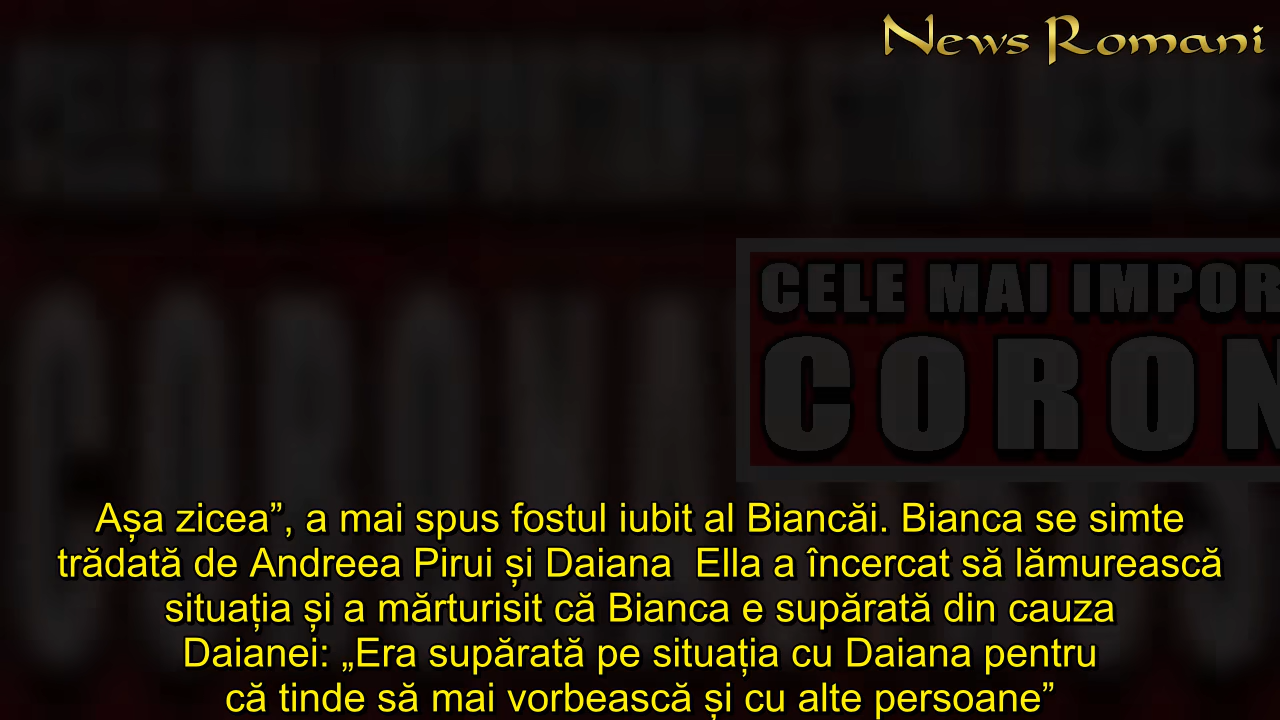 News Romani
CELE MAI IMPOR
CORON
Așa zicea”, a mai spus fostul iubit al Biancăi. Bianca se simte
trădată de Andreea Pirui și Daiana  Ella a încercat să lămurească
situația și a mărturisit că Bianca e supărată din cauza
Daianei: „Era supărată pe situația cu Daiana pentru
că tinde să mai vorbească și cu alte persoane”